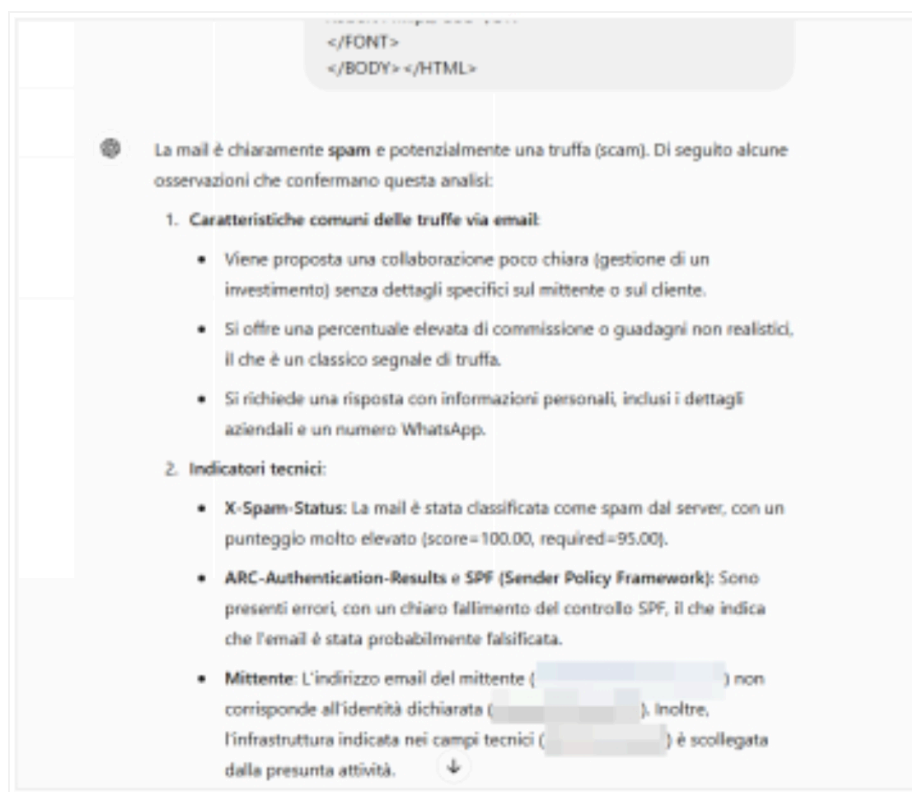 </FONT>
</BODY></HTML>
La mail è chiaramente spam e potenzialmente una truffa (scam). Di seguito alcune
osservazioni che confermano questa analisi:
1. Caratteristiche comuni delle truffe via email:
• Viene proposta una collaborazione poco chiara (gestione di un
investimento) senza dettagli specifici sul mittente o sul cliente.
• Si offre una percentuale elevata di commissione o guadagni non realistici,
il che è un classico segnale di truffa.
• Si richiede una risposta con informazioni personali, inclusi i dettagli
aziendali e un numero WhatsApp.
2. Indicatori tecnici:
• X-Spam-Status: La mail è stata classificata come spam dal server, con un
punteggio molto elevato (score=100.00, required=95.00).
• ARC-Authentication-Results e SPF (Sender Policy Framework): Sono
presenti errori, con un chiaro fallimento del controllo SPF, il che indica
che l'email è stata probabilmente falsificata.
• Mittente: L'indirizzo email del mittente ( ) non
corrisponde all'identità dichiarata ( ). Inoltre,
l'infrastruttura indicata nei campi tecnici ( ) è scollegata
dalla presunta attività.